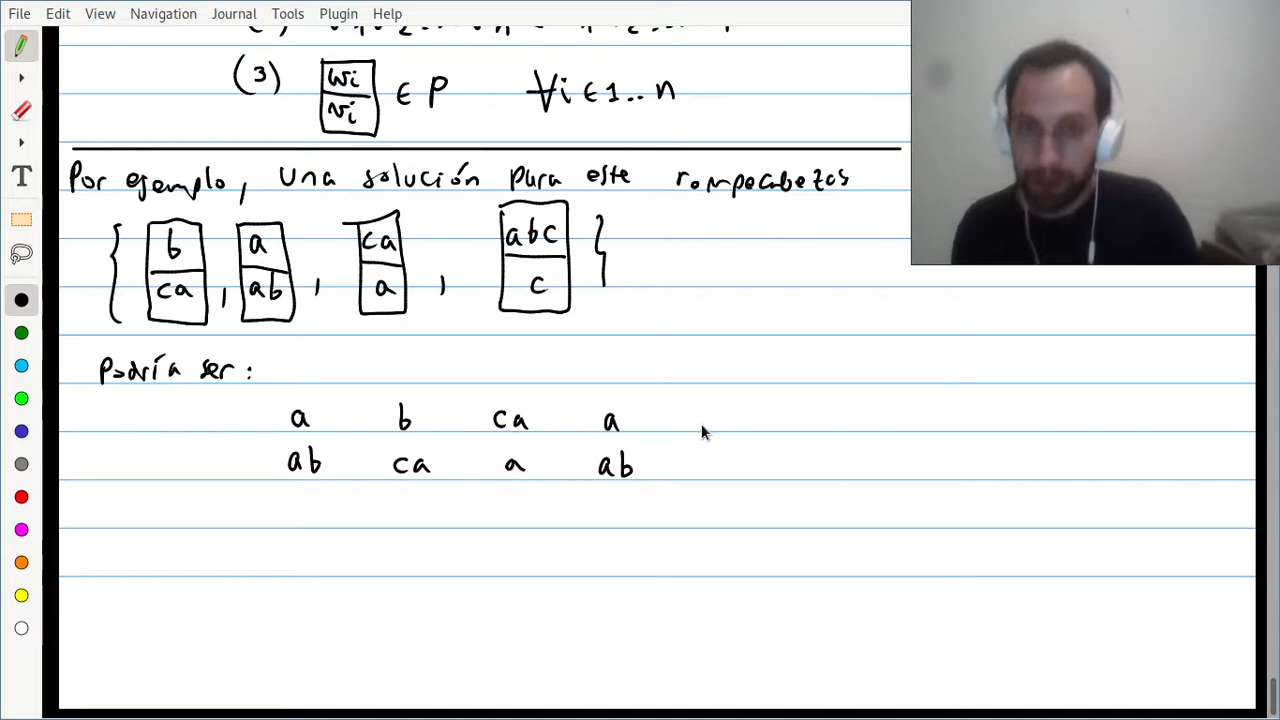 File Edit View Navigation Journal Tools Plugin Help
(3) wi ∈ P ∀i ∈ 1..n
vi
Por ejemplo, una solución para este rompecabezas
{ b , a , ca , abc }
ca ab a c
Podría ser:
a b ca a
ab ca a ab
T